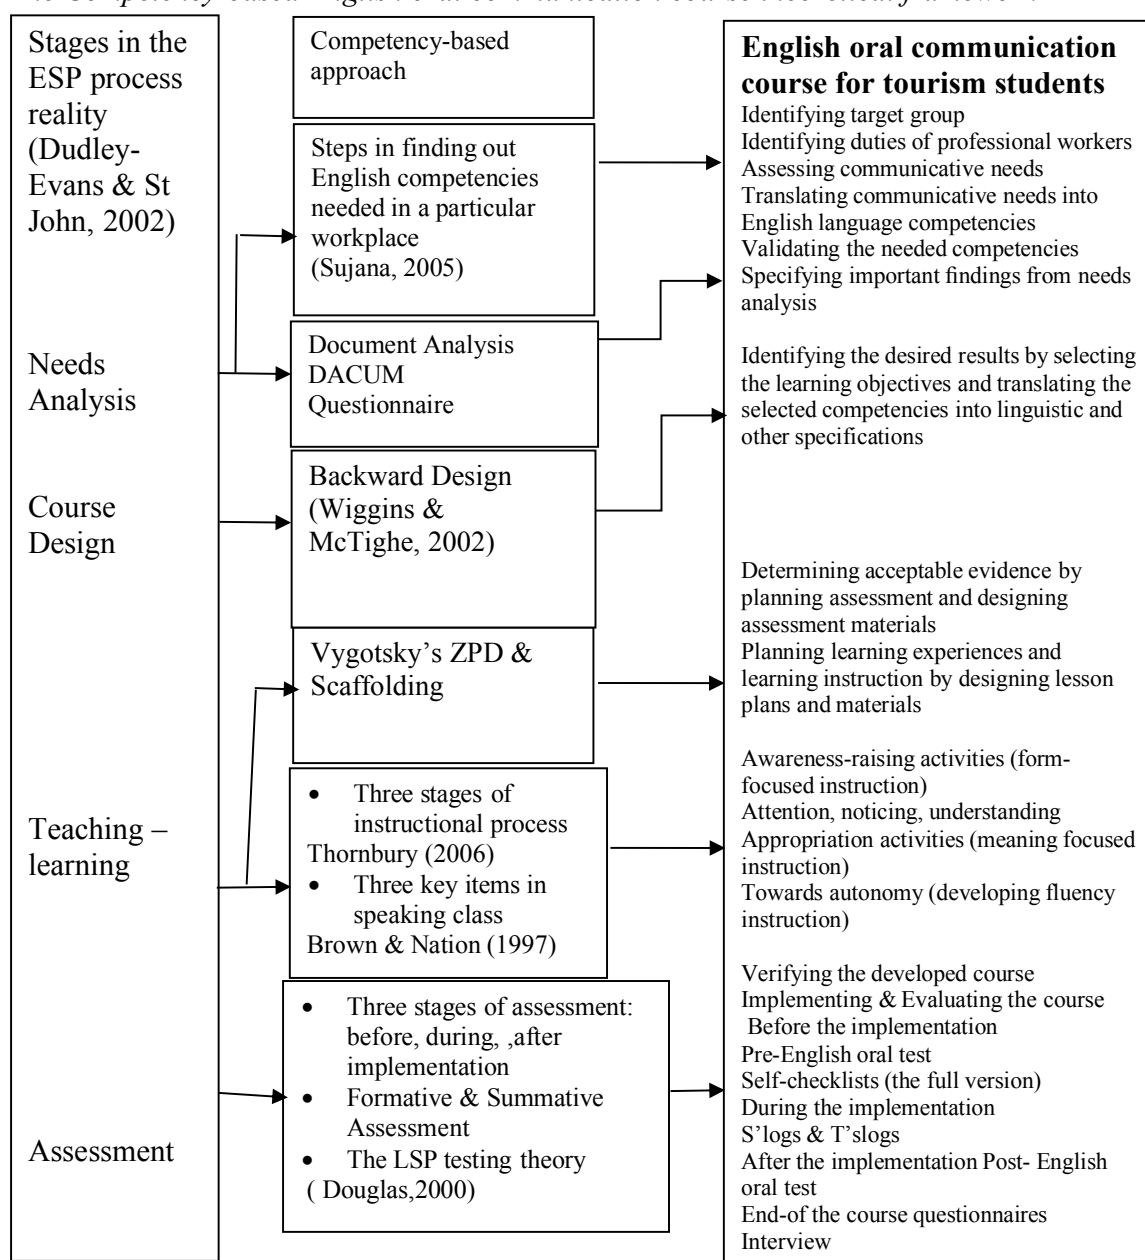 Stages in the
ESP process
reality
(Dudley-
Evans & St
John, 2002)
Needs
Analysis
Course
Design
Teaching –
learning
Assessment
Competency-based
approach
Steps in finding out
English competencies
needed in a particular
workplace
(Sujana, 2005)
Document Analysis
DACUM
Questionnaire
Backward Design
(Wiggins &
McTighe, 2002)
Vygotsky's ZPD &
Scaffolding
• Three stages of
instructional process
Thornbury (2006)
• Three key items in
speaking class
Brown & Nation (1997)
• Three stages of assessment:
before, during, ,after
implementation
• Formative & Summative
Assessment
• The LSP testing theory
( Douglas,2000)
English oral communication
course for tourism students
Identifying target group
Identifying duties of professional workers
Assessing communicative needs
Translating communicative needs into
English language competencies
Validating the needed competencies
Specifying important findings from needs
analysis
Identifying the desired results by selecting
the learning objectives and translating the
selected competencies into linguistic and
other specifications
Determining acceptable evidence by
planning assessment and designing
assessment materials
Planning learning experiences and
learning instruction by designing lesson
plans and materials
Awareness-raising activities (form-
focused instruction)
Attention, noticing, understanding
Appropriation activities (meaning focused
instruction)
Towards autonomy (developing fluency
instruction)
Verifying the developed course
Implementing & Evaluating the course
Before the implementation
Pre-English oral test
Self-checklists (the full version)
During the implementation
S'logs & T'slogs
After the implementation Post- English
oral test
End-of the course questionnaires
Interview